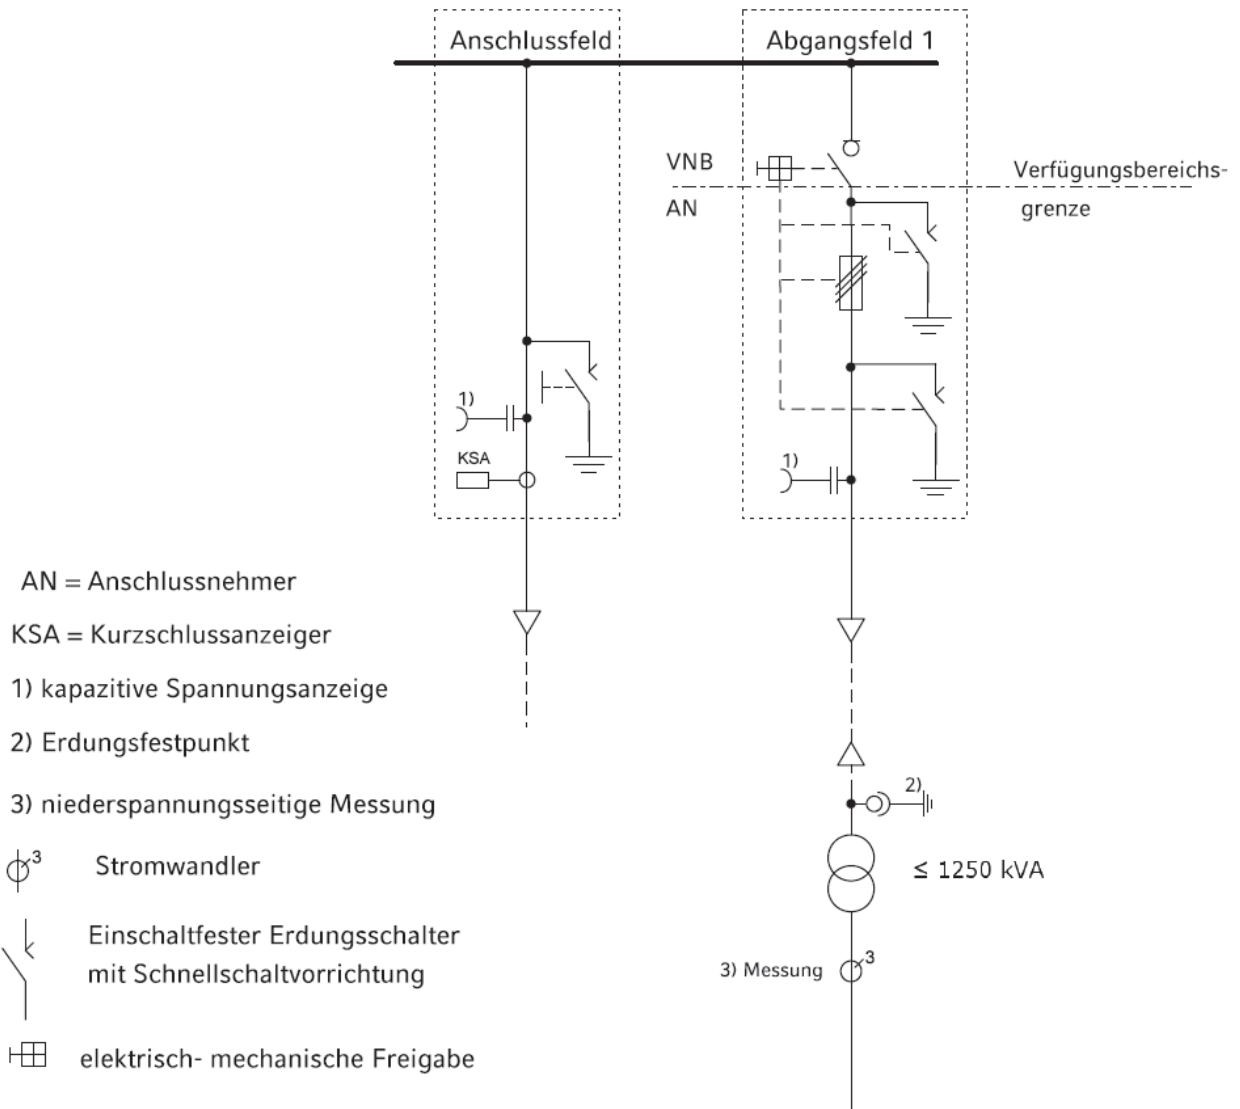 Anschlussfeld
Abgangsfeld 1
VNB
AN
Verfügungsbereichs-
grenze
1)
KSA
1)
AN = Anschlussnehmer
KSA = Kurzschlussanzeiger
1) kapazitive Spannungsanzeige
2) Erdungsfestpunkt
3) niederspannungsseitige Messung
3
Stromwandler
Einschaltfester Erdungsschalter
mit Schnellschaltvorrichtung
elektrisch- mechanische Freigabe
2)
≤ 1250 kVA
3) Messung
3